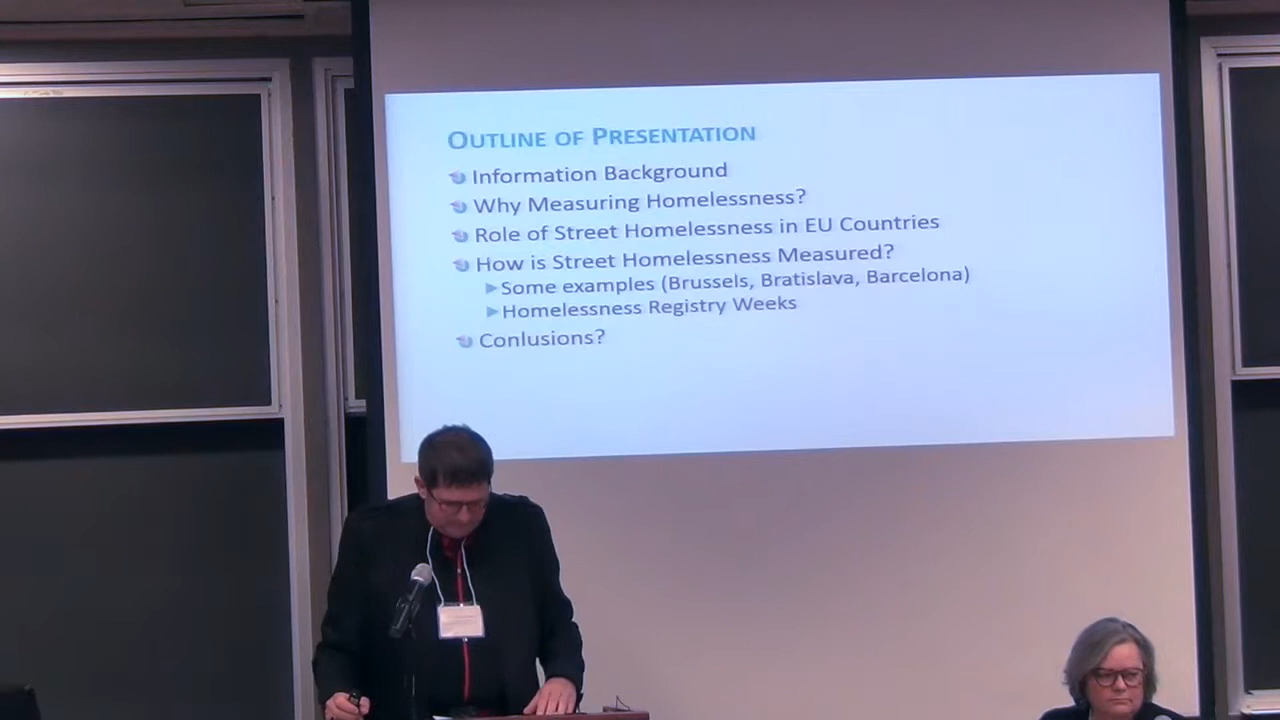 OUTLINE OF PRESENTATION
Information Background
Why Measuring Homelessness?
Role of Street Homelessness in EU Countries
How is Street Homelessness Measured?
Some examples (Brussels, Bratislava, Barcelona)
Homelessness Registry Weeks
Conlusions?